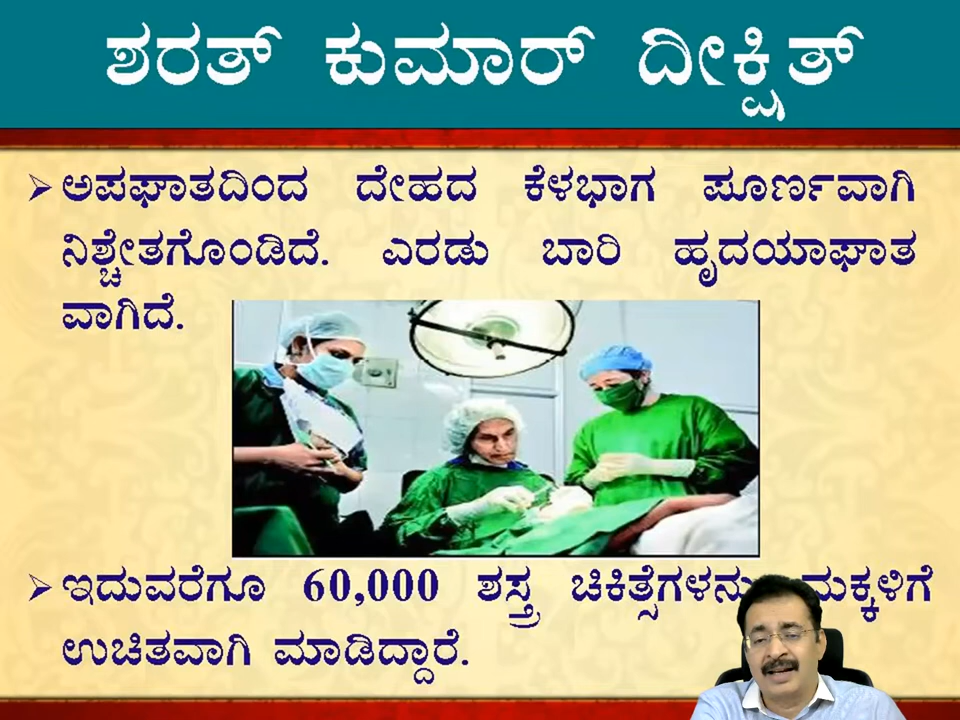 ಶರತ್ ಕುಮಾರ್ ದೀಕ್ಷಿತ್
➢ ಅಪಘಾತದಿಂದ ದೇಹದ ಕೆಳಭಾಗ ಪೂರ್ಣವಾಗಿ
ನಿಶ್ಚೇತಗೊಂಡಿದೆ. ಎರಡು ಬಾರಿ ಹೃದಯಾಘಾತ
ವಾಗಿದೆ.
➢ ಇದುವರೆಗೂ 60,000 ಶಸ್ತ್ರ ಚಿಕಿತ್ಸೆಗಳನ್ನು ಮಕ್ಕಳಿಗೆ
ಉಚಿತವಾಗಿ ಮಾಡಿದ್ದಾರೆ.